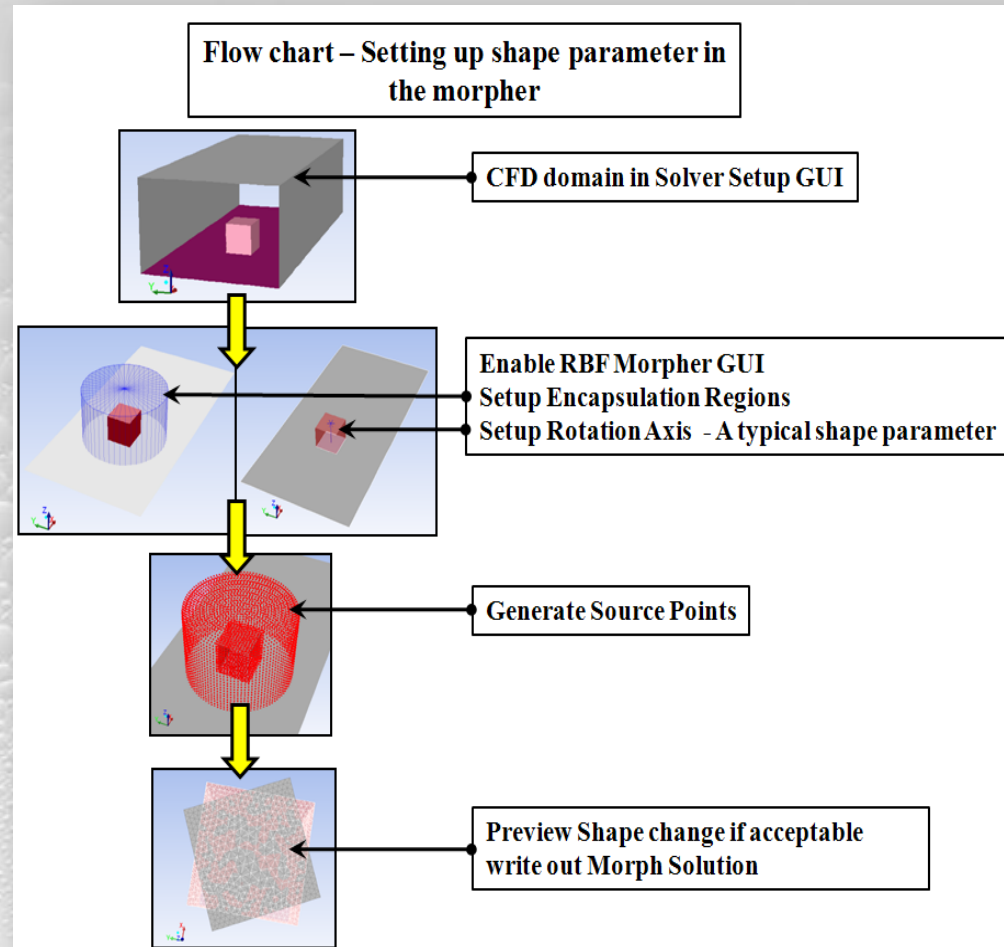 Flow chart – Setting up shape parameter in
the morpher
CFD domain in Solver Setup GUI
Enable RBF Morpher GUI
Setup Encapsulation Regions
Setup Rotation Axis - A typical shape parameter
Generate Source Points
Preview Shape change if acceptable
write out Morph Solution